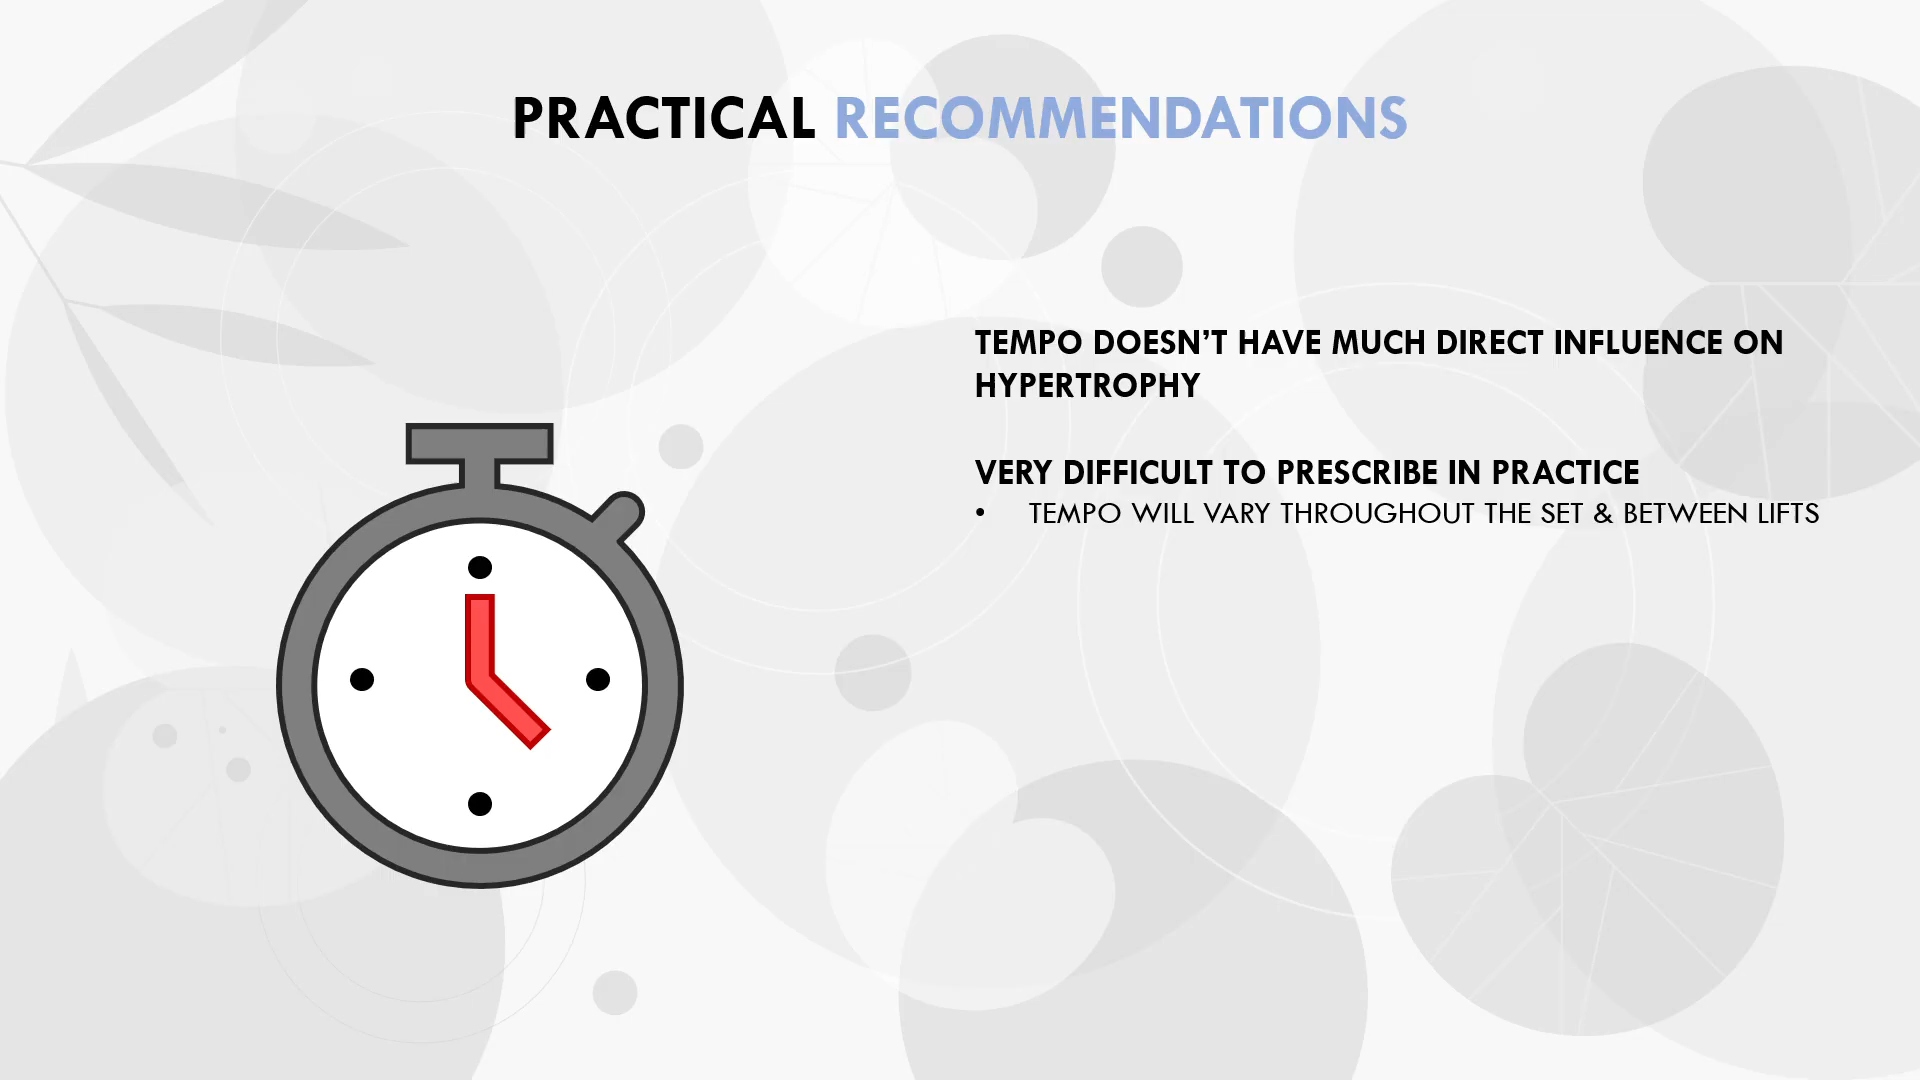 PRACTICAL RECOMMENDATIONS
TEMPO DOESN’T HAVE MUCH DIRECT INFLUENCE ON
HYPERTROPHY
VERY DIFFICULT TO PRESCRIBE IN PRACTICE
• TEMPO WILL VARY THROUGHOUT THE SET & BETWEEN LIFTS